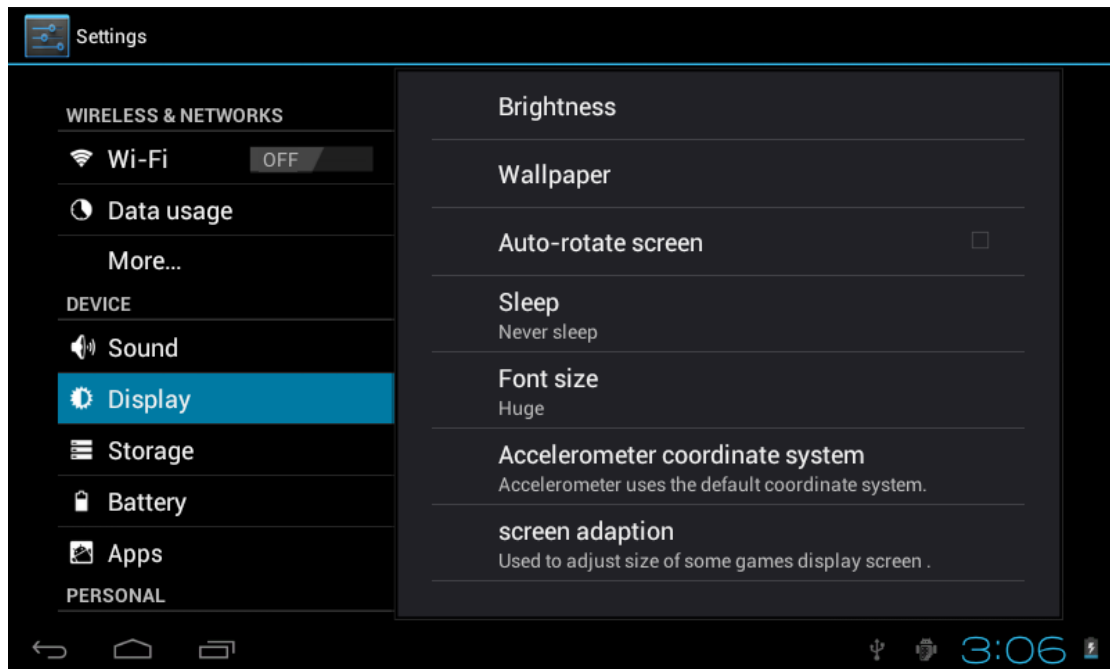 Settings
WIRELESS & NETWORKS
Wi-Fi OFF
Data usage
More...
DEVICE
Sound
Display
Storage
Battery
Apps
PERSONAL
Brightness
Wallpaper
Auto-rotate screen
Sleep
Never sleep
Font size
Huge
Accelerometer coordinate system
Accelerometer uses the default coordinate system.
screen adaption
Used to adjust size of some games display screen .
3:06